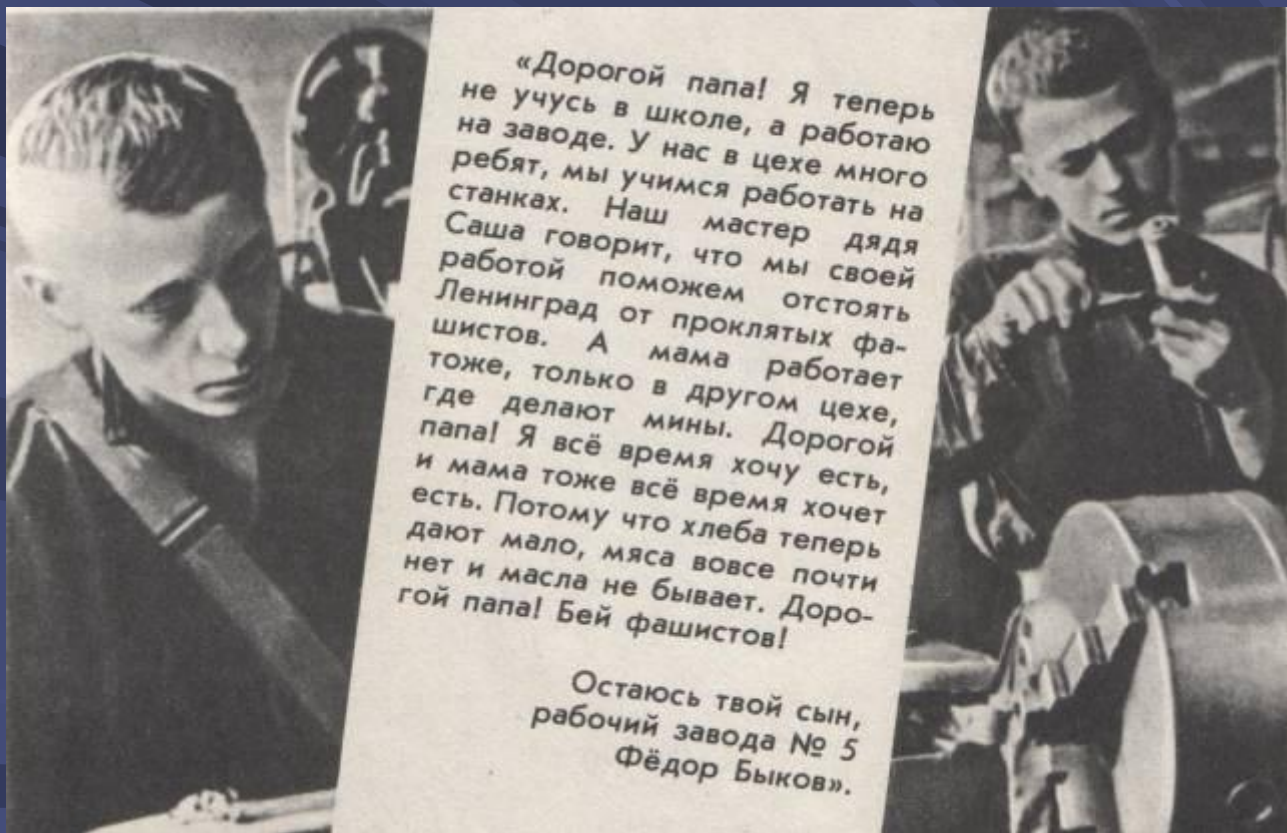 «Дорогой папа! Я теперь
не учусь в школе, а работаю
на заводе. У нас в цехе много
ребят, мы учимся работать на
станках. Наш мастер дядя
Саша говорит, что мы своей
работой поможем отстоять
Ленинград от проклятых фа-
шистов. А мама работает
тоже, только в другом цехе,
где делают мины. Дорогой
папа! Я всё время хочу есть,
и мама тоже всё время хочет
есть. Потому что хлеба теперь
дают мало, мяса вовсе почти
нет и масла не бывает. Доро-
гой папа! Бей фашистов!
Остаюсь твой сын,
рабочий завода № 5
Фёдор Быков».